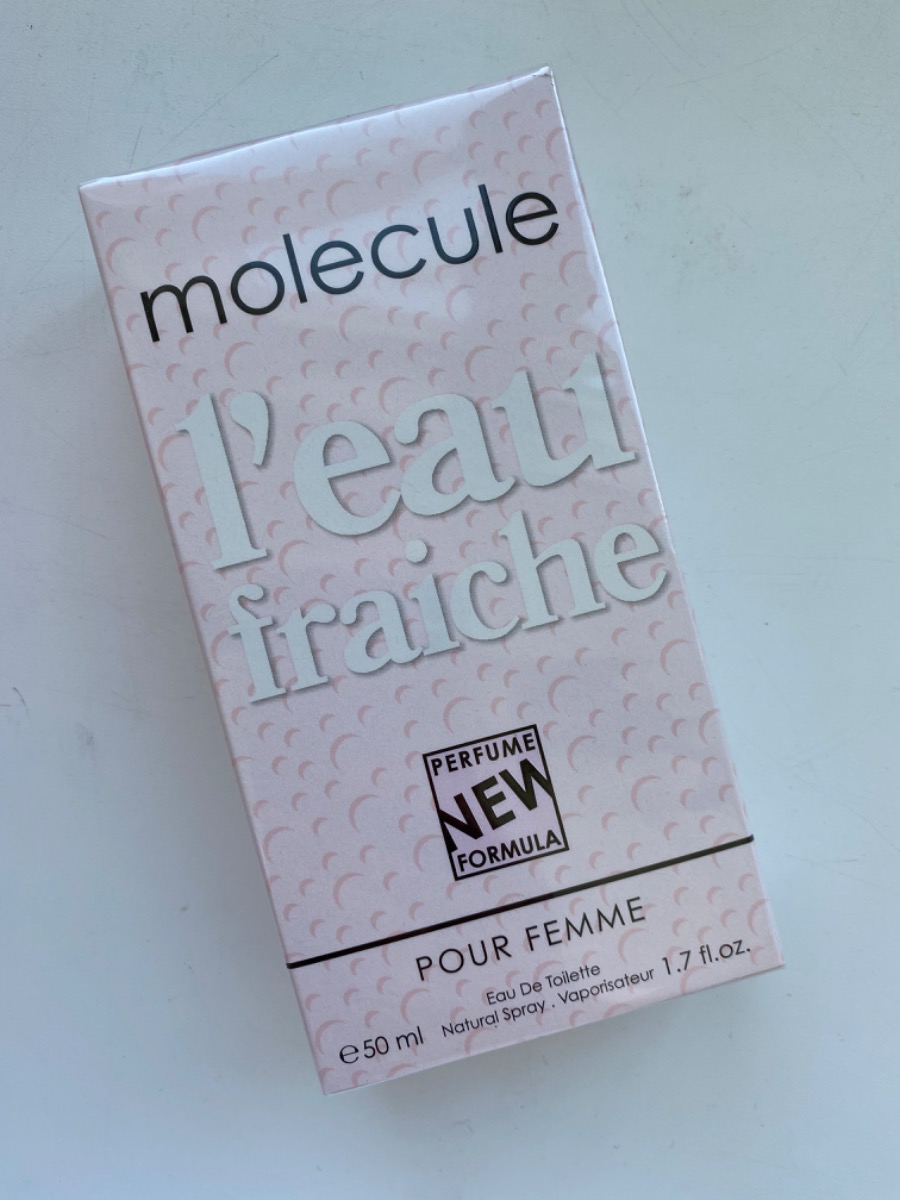 molecule
l'eau
fraiche
PERFUME
NEW
FORMULA
POUR FEMME
Eau De Toilette
℮50 ml Natural Spray . Vaporisateur 1.7 fl.oz.